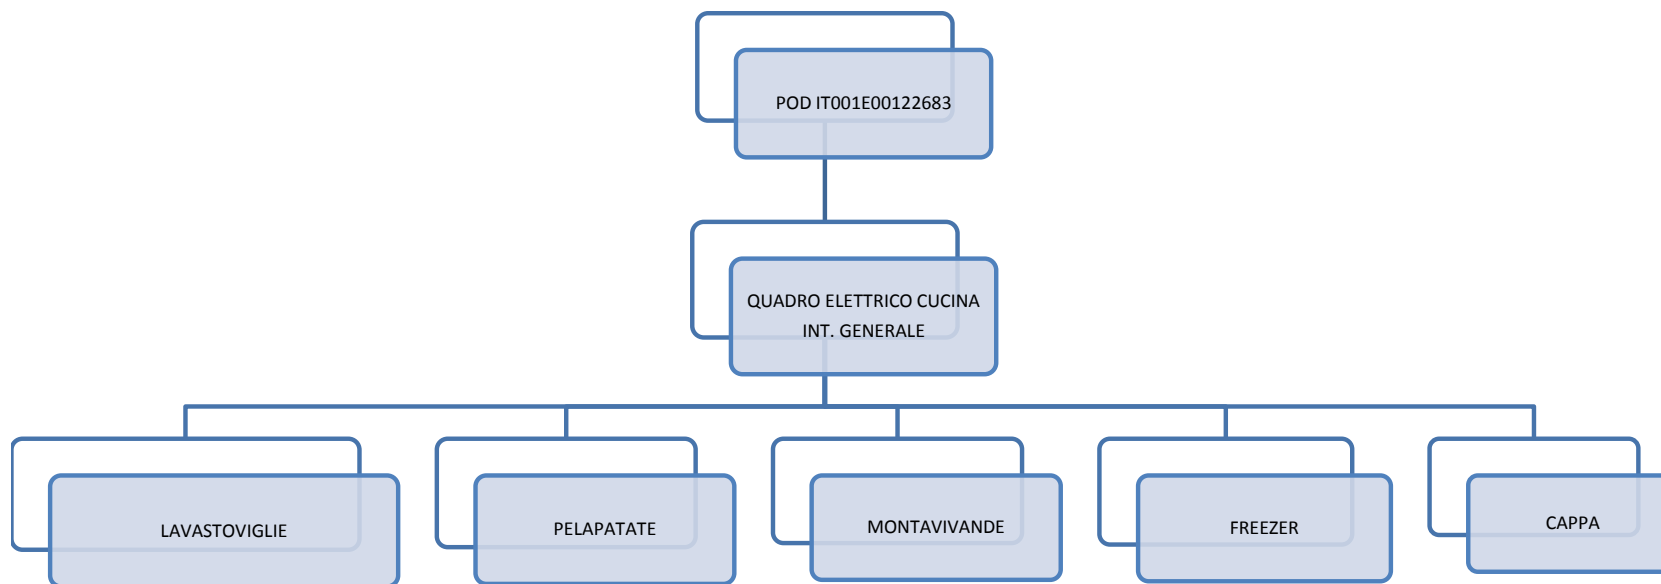 POD IT001E00122683
QUADRO ELETTRICO CUCINA
INT. GENERALE
LAVASTOVIGLIE
PELAPATATE
MONTAVIVANDE
FREEZER
CAPPA